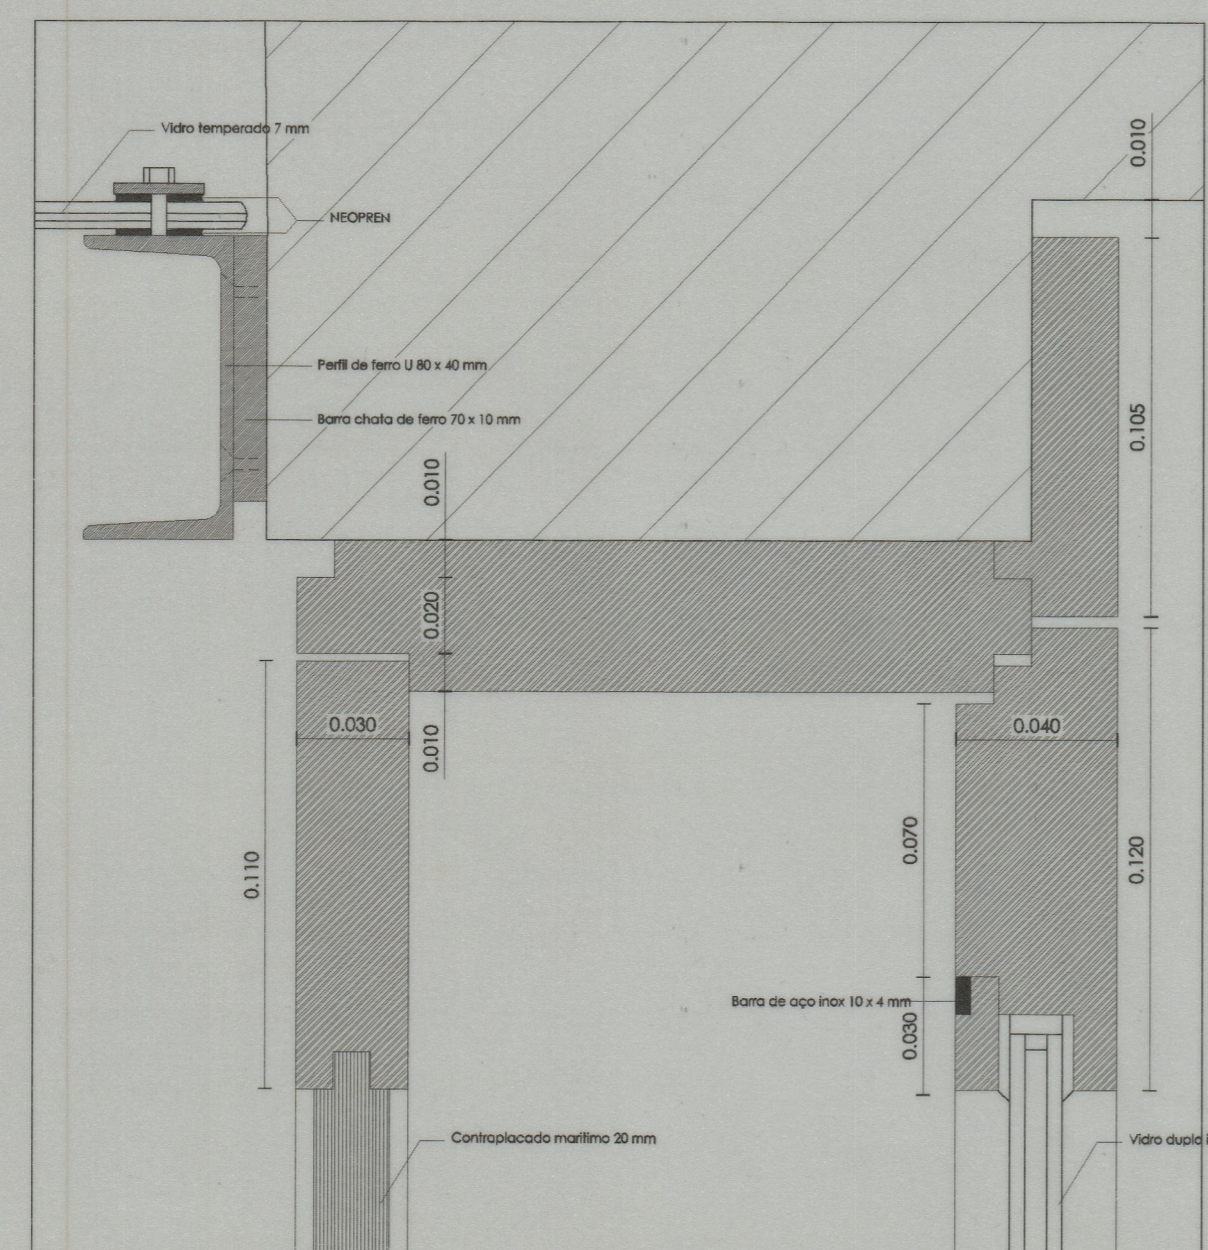 Vidro temperado 7 mm
0.010
NEOPREN
Perfil de ferro U 80 x 40 mm
Barra chata de ferro 70 x 10 mm
0.105
0.010
0.020
0.030
0.010
0.040
0.110
0.070
0.120
Barra de aço inox 10 x 4 mm
0.030
Contraplacado marítimo 20 mm
Vidro duplo